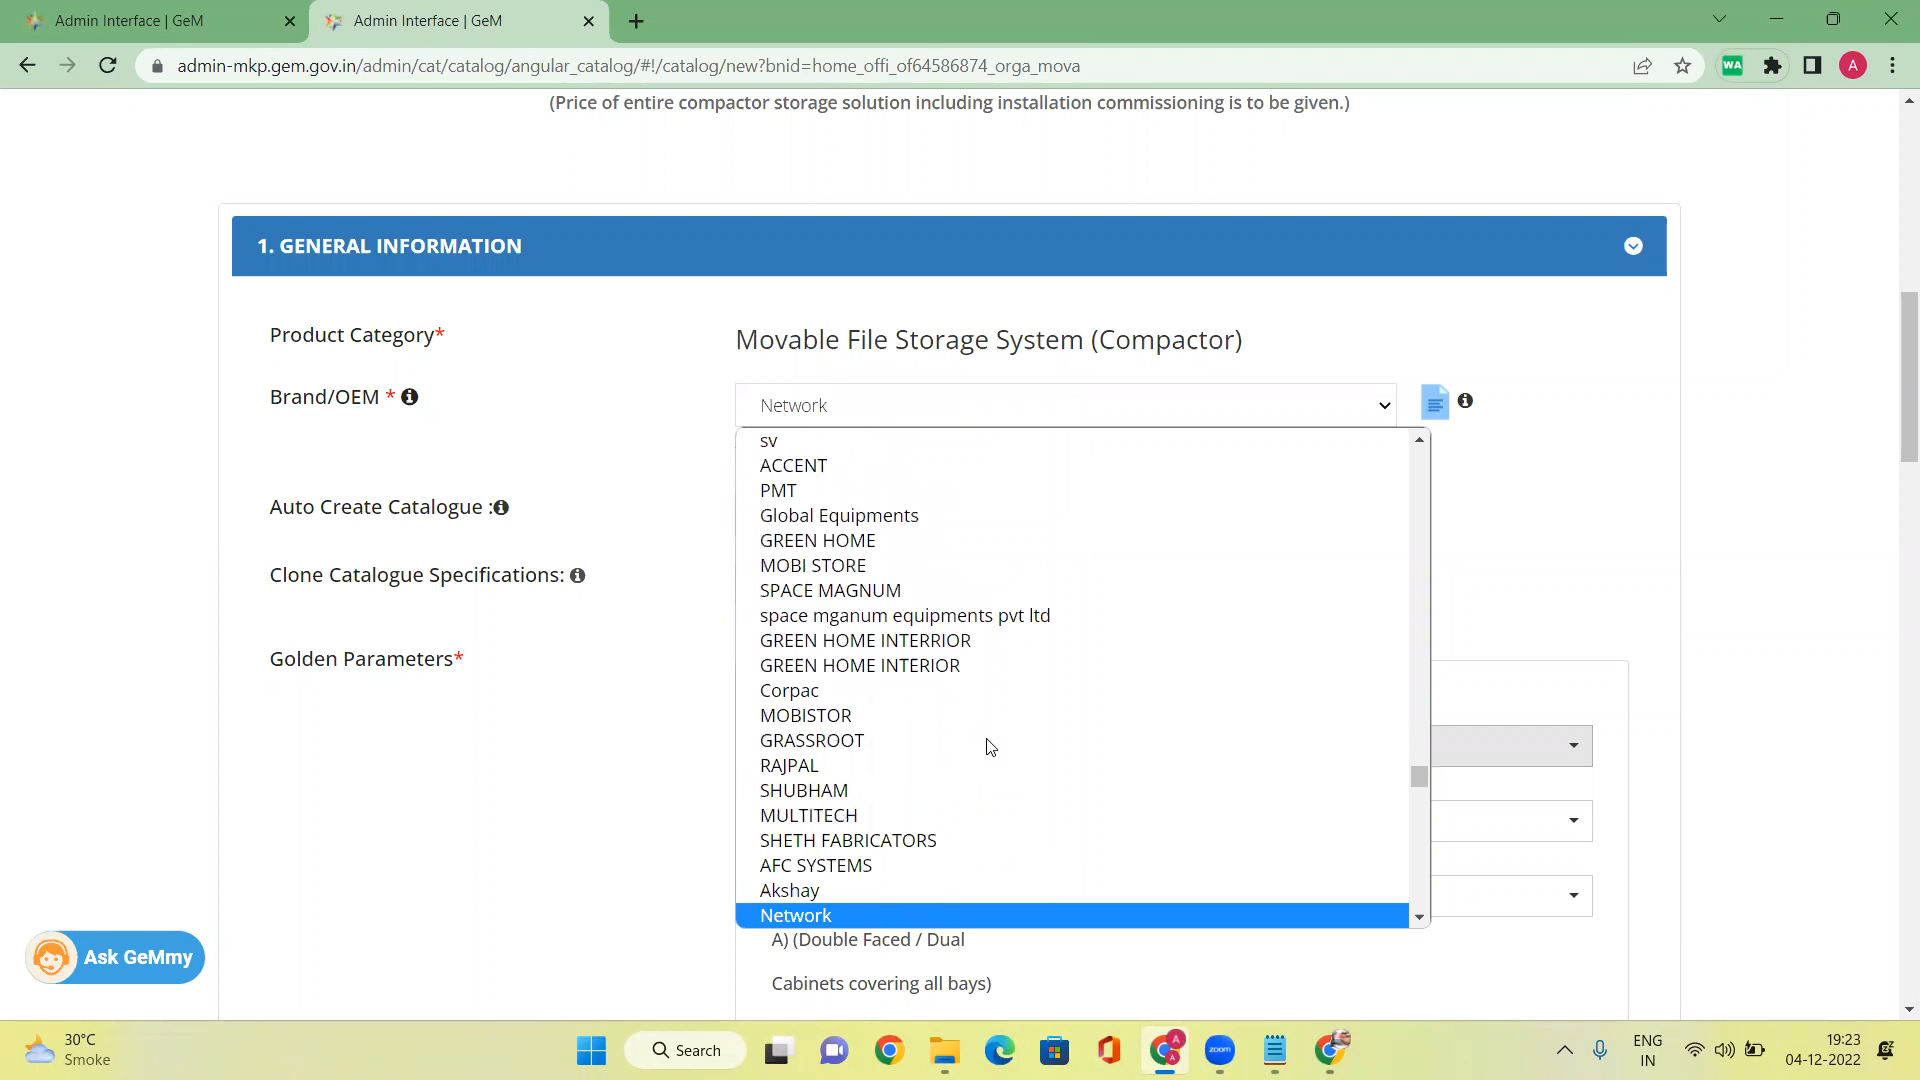 Admin Interface | GeM
Admin Interface | GeM
admin-mkp.gem.gov.in/admin/cat/catalog/angular_catalog/#!/catalog/new?bnid=home_offi_of64586874_orga_mova
WA
A
(Price of entire compactor storage solution including installation commissioning is to be given.)
1. GENERAL INFORMATION
Product Category*
Movable File Storage System (Compactor)
Brand/OEM *
Network
sv
ACCENT
PMT
Auto Create Catalogue :
Global Equipments
GREEN HOME
MOBI STORE
Clone Catalogue Specifications:
SPACE MAGNUM
space mganum equipments pvt ltd
GREEN HOME INTERRIOR
Golden Parameters*
GREEN HOME INTERIOR
Corpac
MOBISTOR
GRASSROOT
RAJPAL
SHUBHAM
MULTITECH
SHETH FABRICATORS
AFC SYSTEMS
Akshay
Network
A) (Double Faced / Dual
Cabinets covering all bays)
Ask GeMmy
30°C
Smoke
Search
A
A
zoom
ENG
IN
19:23
04-12-2022